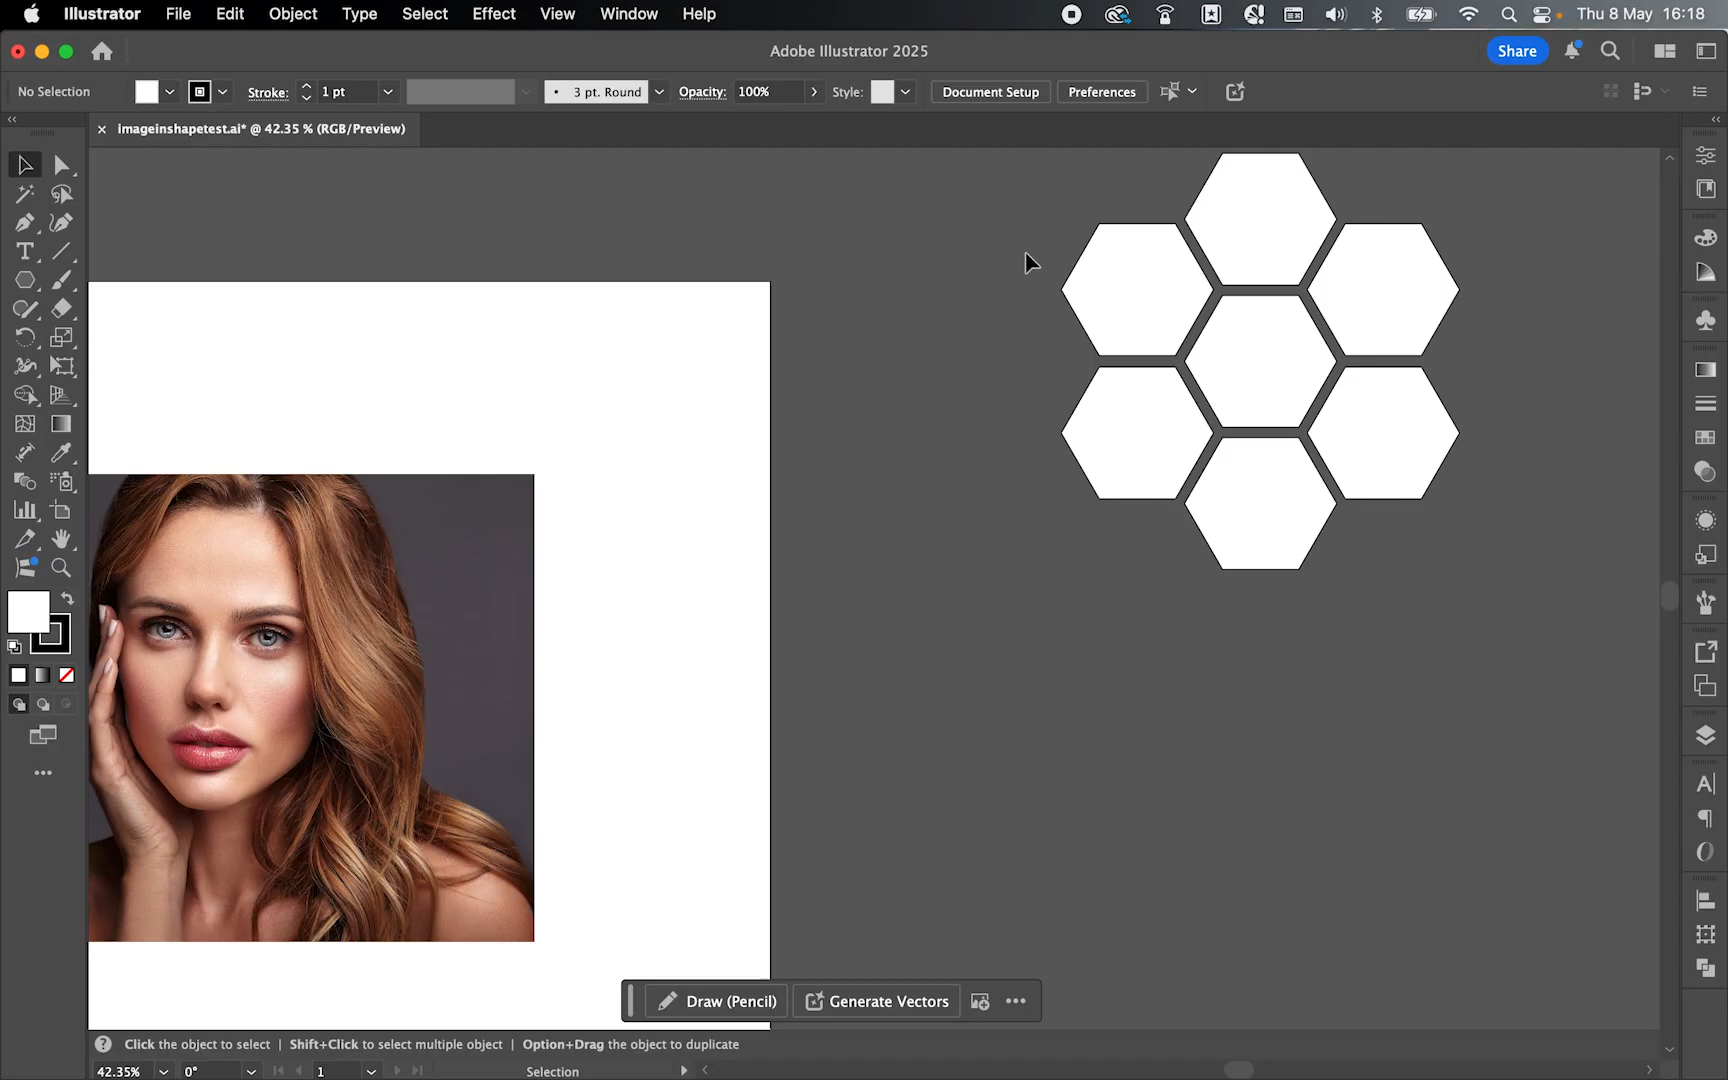 Illustrator File Edit Object Type Select Effect View Window Help Thu 8 May 16:18
Adobe Illustrator 2025 Share
No Selection Stroke: 1 pt 3 pt. Round Opacity: 100% Style: Document Setup Preferences
imageinshapetest.ai* @ 42.35 % (RGB/Preview)
Draw (Pencil) Generate Vectors
Click the object to select | Shift+Click to select multiple object | Option+Drag the object to duplicate
42.35% 0° 1 Selection